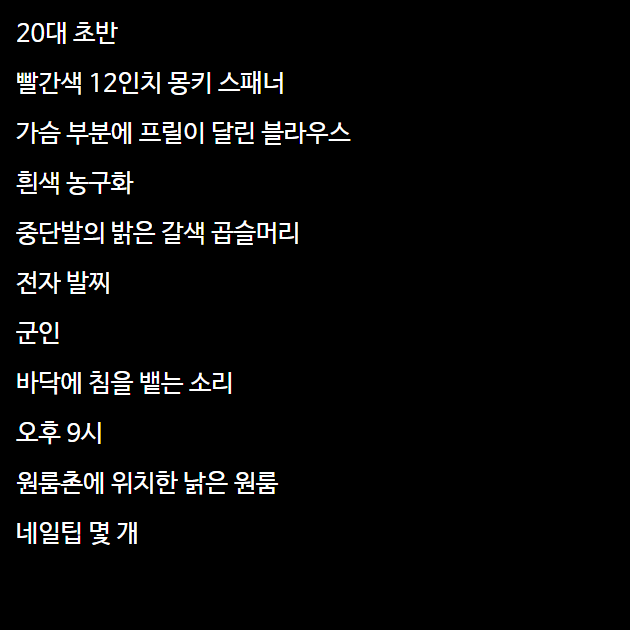 20대 초반
빨간색 12인치 몽키 스패너
가슴 부분에 프릴이 달린 블라우스
흰색 농구화
중단발의 밝은 갈색 곱슬머리
전자 발찌
군인
바닥에 침을 뱉는 소리
오후 9시
원룸촌에 위치한 낡은 원룸
네일팁 몇 개